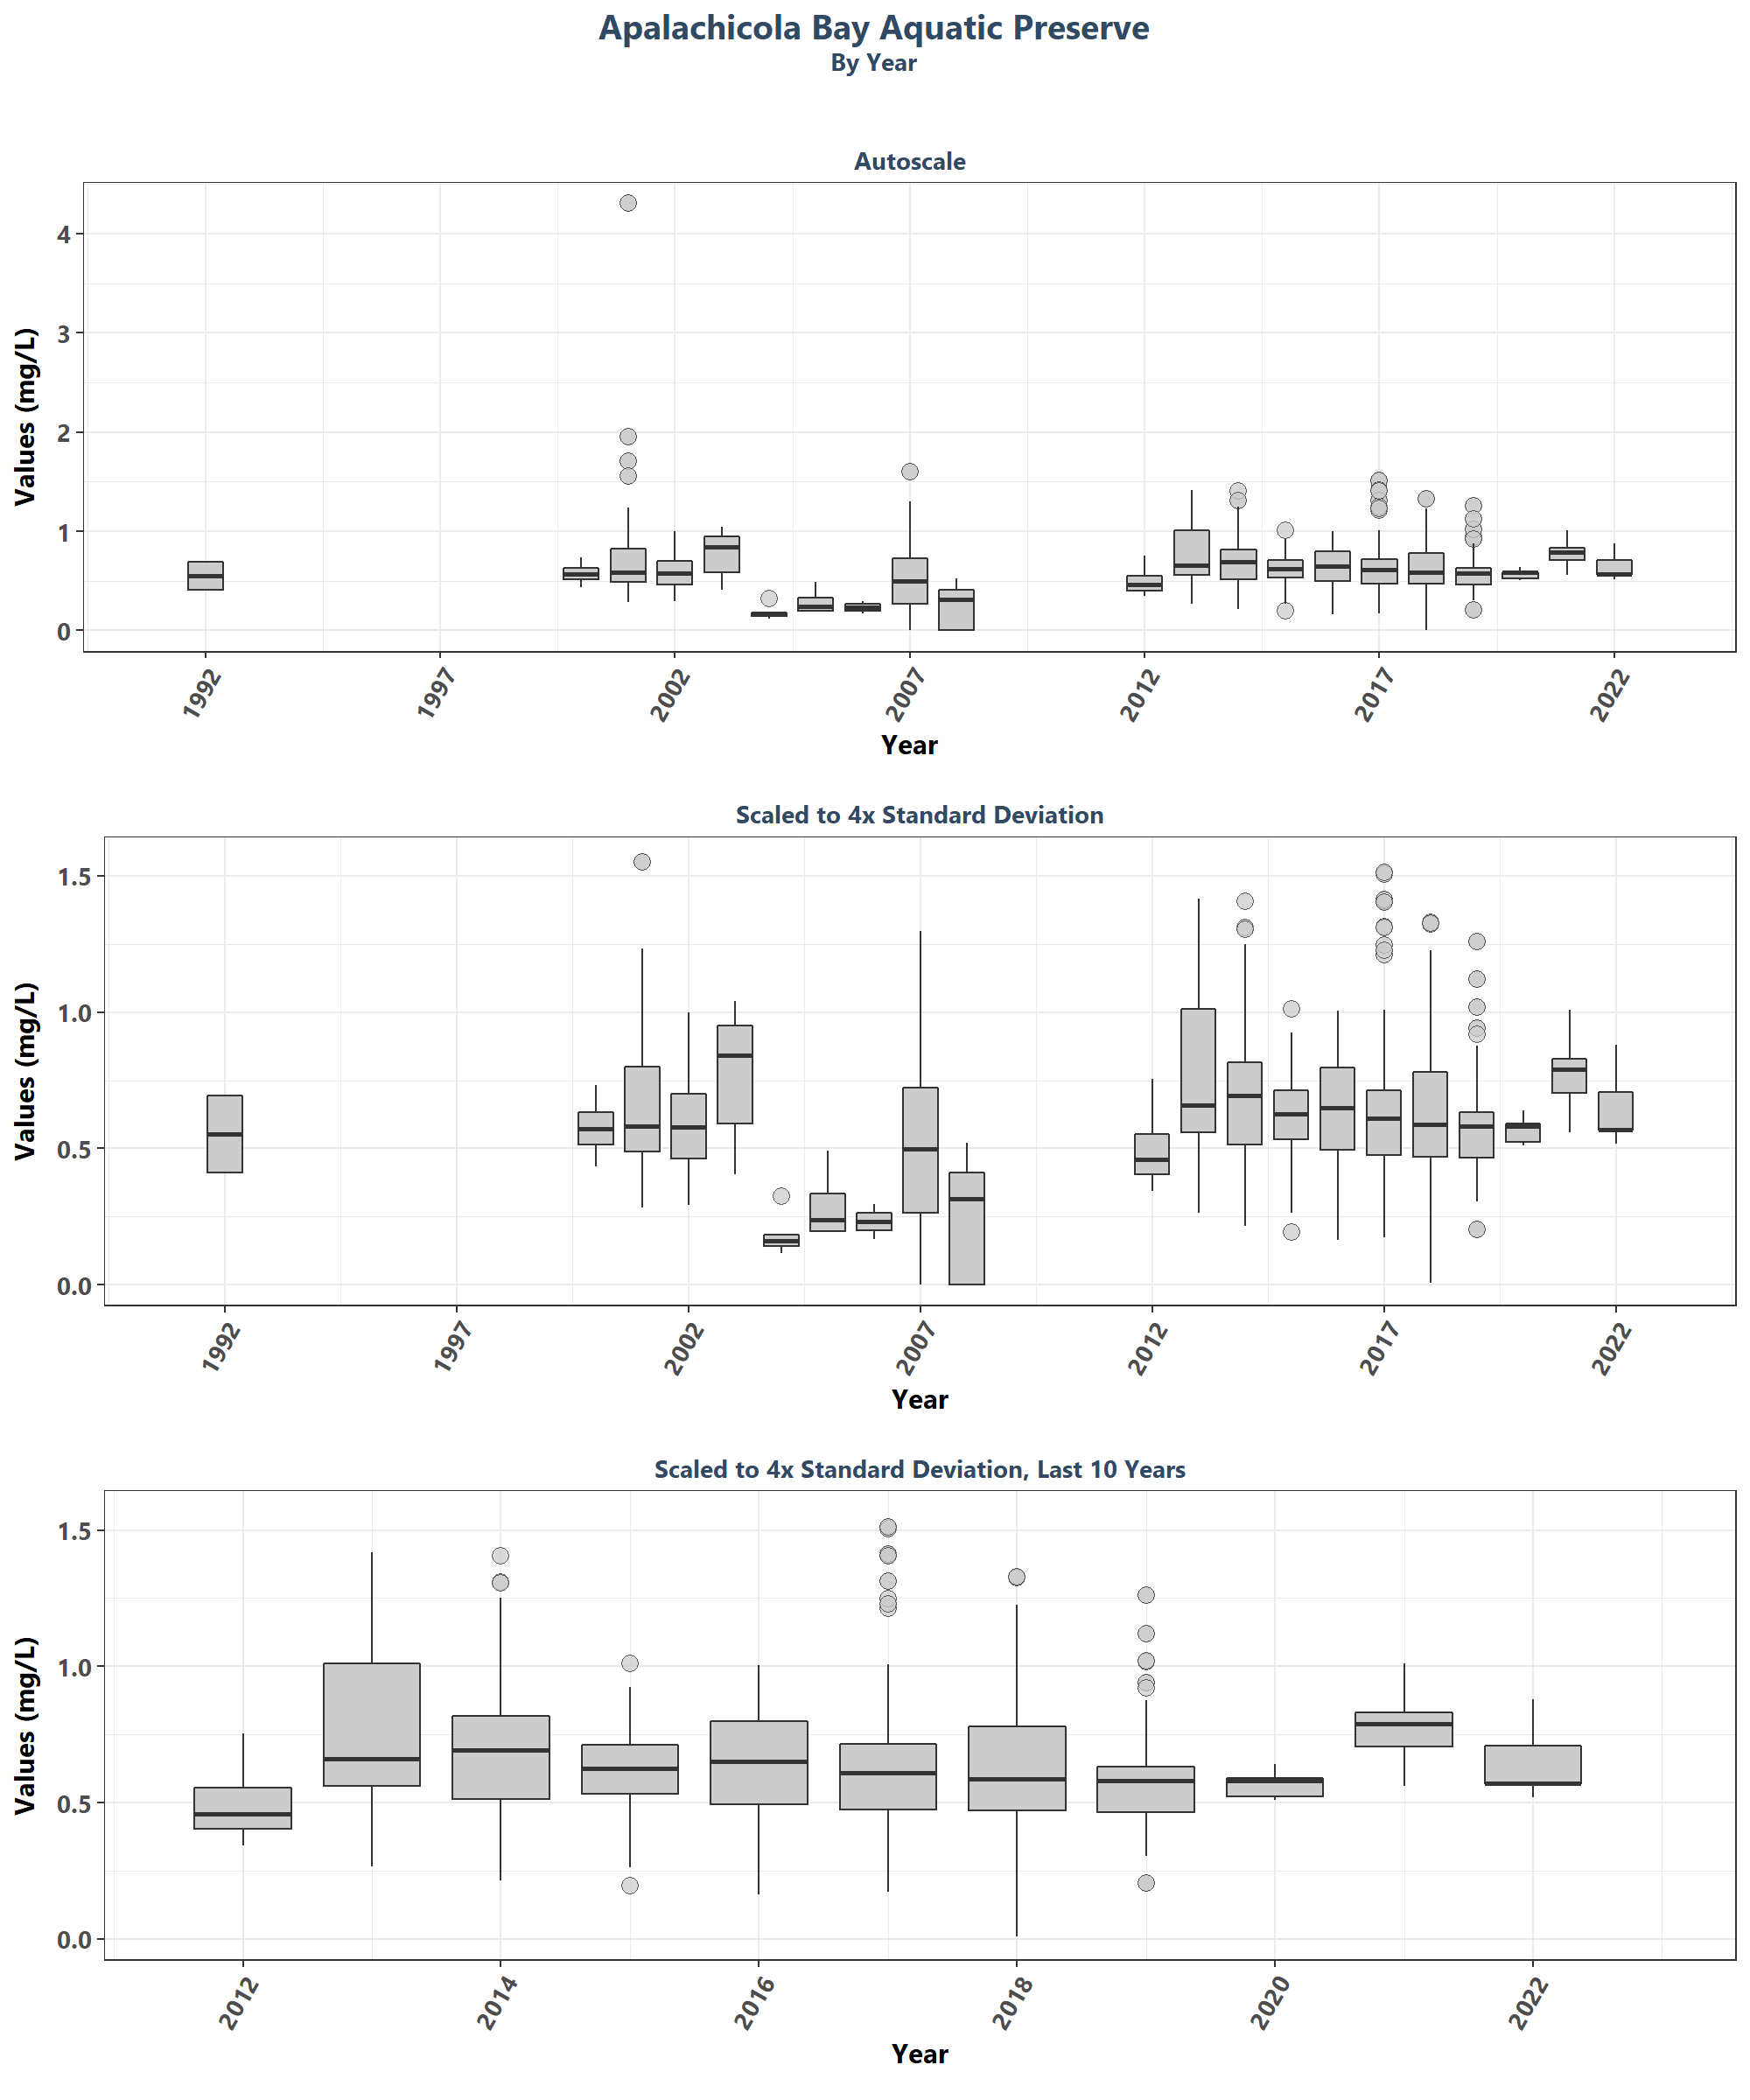 Apalachicola Bay Aquatic Preserve
By Year
Autoscale
Values (mg/L)
4
3
2
1
0
1992 1997 2002 2007 2012 2017 2022
Year
Scaled to 4x Standard Deviation
Values (mg/L)
1.5
1.0
0.5
0.0
1992 1997 2002 2007 2012 2017 2022
Year
Scaled to 4x Standard Deviation, Last 10 Years
Values (mg/L)
1.5
1.0
0.5
0.0
2012 2014 2016 2018 2020 2022
Year